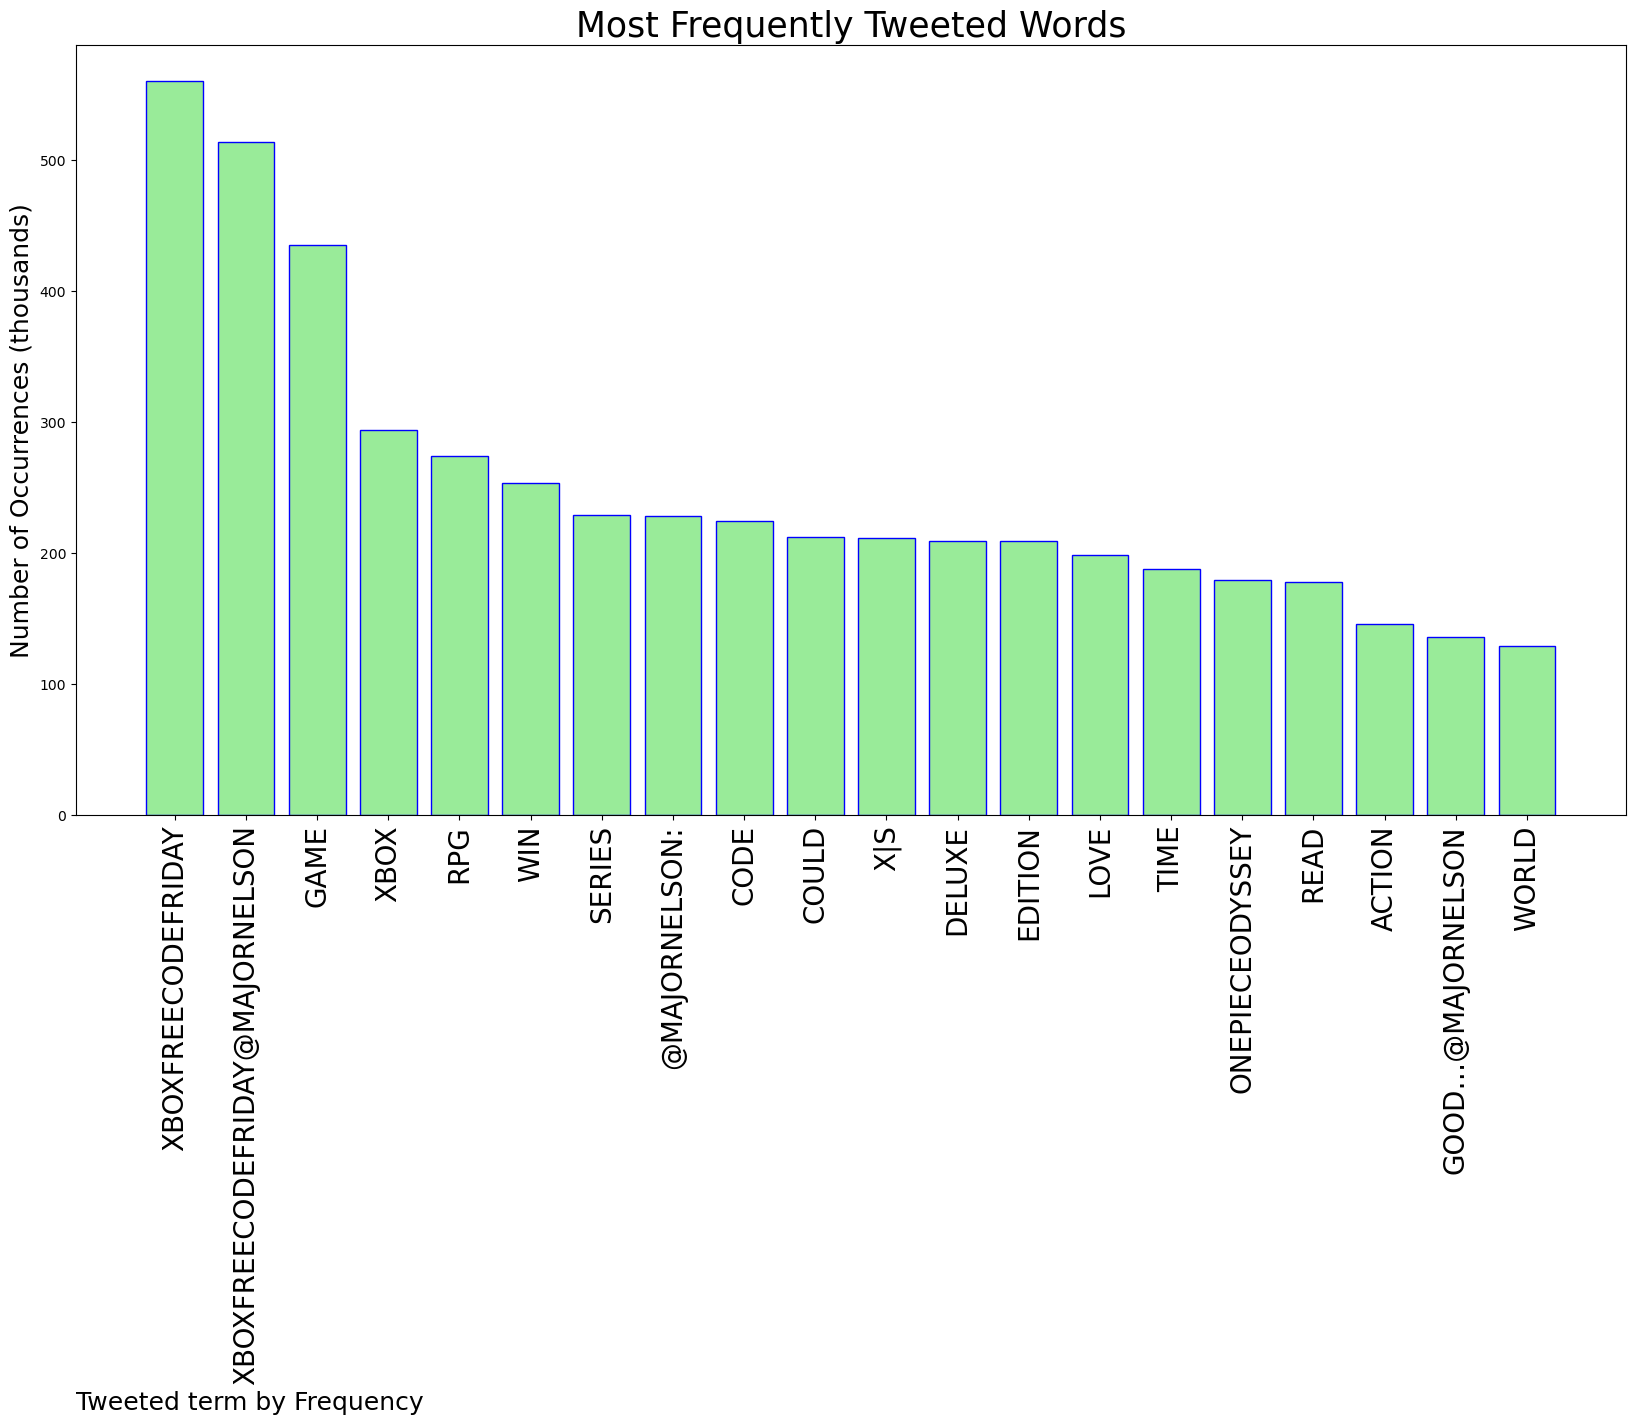 Most Frequently Tweeted Words
Number of Occurrences (thousands)
500
400
300
200
100
0
XBOXFREECODEFRIDAY
XBOXFREECODEFRIDAY@MAJORNELSON
GAME
XBOX
RPG
WIN
SERIES
@MAJORNELSON:
CODE
COULD
X|S
DELUXE
EDITION
LOVE
TIME
ONEPIECEODYSSEY
READ
ACTION
GOOD…@MAJORNELSON
WORLD
Tweeted term by Frequency